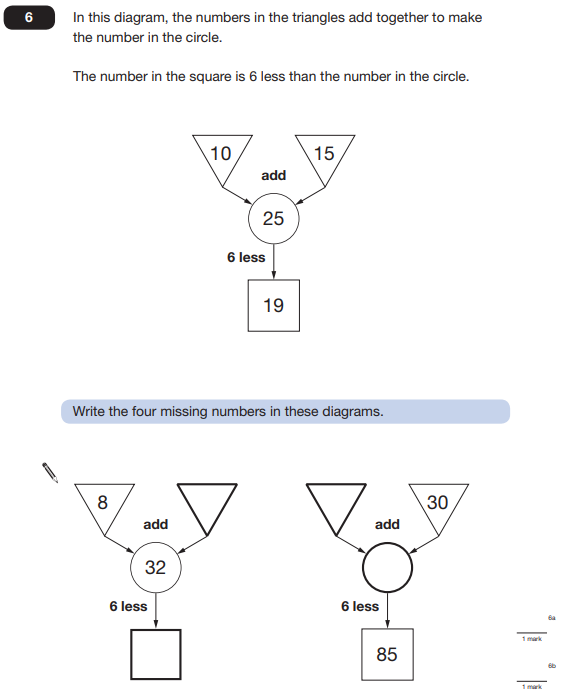 6
In this diagram, the numbers in the triangles add together to make
the number in the circle.
The number in the square is 6 less than the number in the circle.
10
15
add
25
6 less
19
Write the four missing numbers in these diagrams.
8
add
32
6 less
30
add
6 less
85
6a
1 mark
6b
1 mark